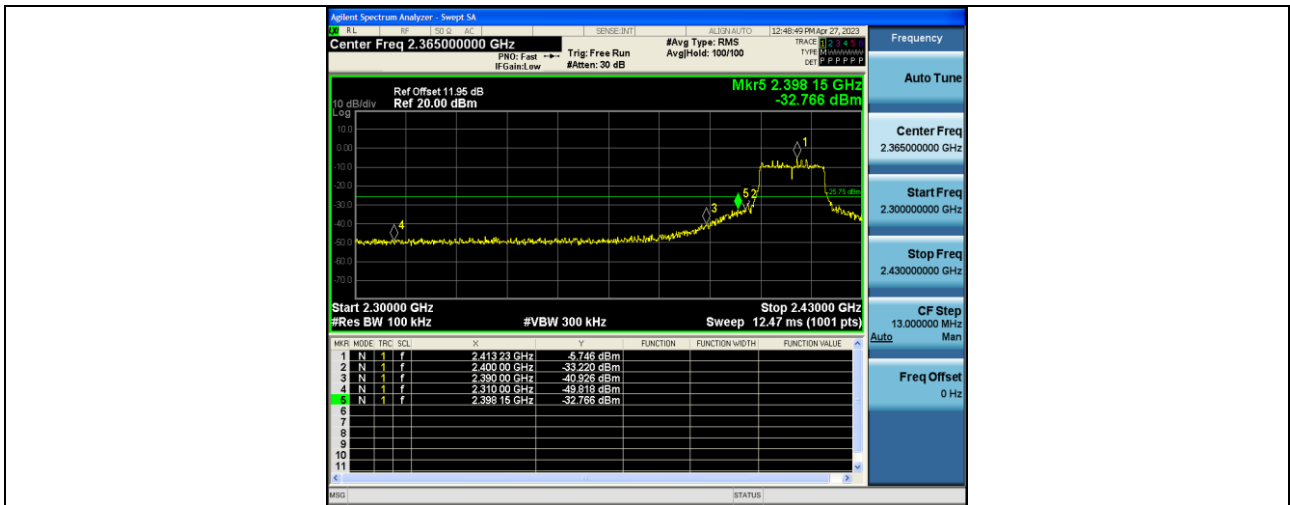 Agilent Spectrum Analyzer - Swept SA
RL RF 50 Ω AC SENSE:INT ALIGN AUTO 12:48:49 PM Apr 27, 2023
Center Freq 2.365000000 GHz
PNO: Fast
IFGain:Low
Trig: Free Run
#Atten: 30 dB
#Avg Type: RMS
Avg|Hold: 100/100
TRACE 1 2 3 4 5 6
TYPE M
DET P P P P P P
Mkr5 2.398 15 GHz
-32.766 dBm
Ref Offset 11.95 dB
10 dB/div Ref 20.00 dBm
Log
10.0
0.00
-10.0
-20.0
-30.0
-40.0
-50.0
-60.0
-70.0
1
5 2
3
4
-25.75 dBm
Start 2.30000 GHz Stop 2.43000 GHz
#Res BW 100 kHz #VBW 300 kHz Sweep 12.47 ms (1001 pts)
MKR MODE TRC SCL X Y FUNCTION FUNCTION WIDTH FUNCTION VALUE
1 N 1 f 2.413 23 GHz -5.746 dBm
2 N 1 f 2.400 00 GHz -33.220 dBm
3 N 1 f 2.390 00 GHz -40.926 dBm
4 N 1 f 2.310 00 GHz -49.818 dBm
5 N 1 f 2.398 15 GHz -32.766 dBm
6
7
8
9
10
11
MSG STATUS
Frequency
Auto Tune
Center Freq
2.365000000 GHz
Start Freq
2.300000000 GHz
Stop Freq
2.430000000 GHz
CF Step
13.000000 MHz
Auto Man
Freq Offset
0 Hz